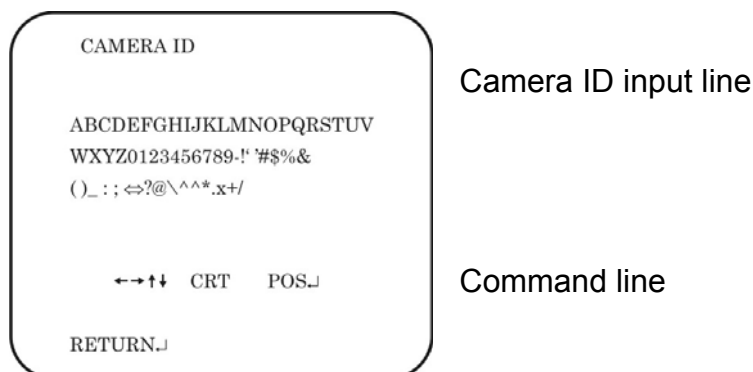 CAMERA ID
Camera ID input line
ABCDEFGHIJKLMNOPQRSTUV
WXYZ0123456789-!‘ ’#$%&
( )_ : ; ⇔?@\^^*.x+/
←→↑↓ CRT POS↵
Command line
RETURN↵